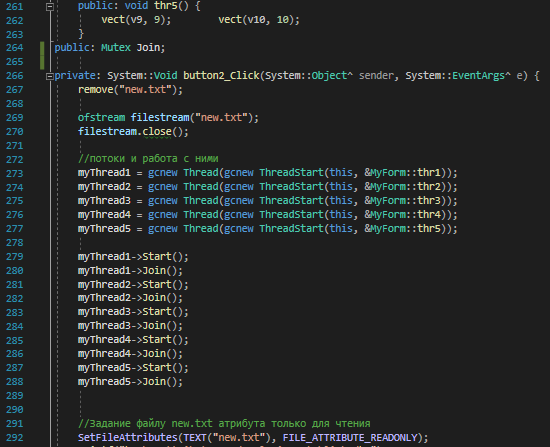 261 public: void thr5() {
262 vect(v9, 9); vect(v10, 10);
263 }
264 public: Mutex Join;
265
266 private: System::Void button2_Click(System::Object^ sender, System::EventArgs^ e) {
267 remove("new.txt");
268
269 ofstream filestream("new.txt");
270 filestream.close();
271
272 //потоки и работа с ними
273 myThread1 = gcnew Thread(gcnew ThreadStart(this, &MyForm::thr1));
274 myThread2 = gcnew Thread(gcnew ThreadStart(this, &MyForm::thr2));
275 myThread3 = gcnew Thread(gcnew ThreadStart(this, &MyForm::thr3));
276 myThread4 = gcnew Thread(gcnew ThreadStart(this, &MyForm::thr4));
277 myThread5 = gcnew Thread(gcnew ThreadStart(this, &MyForm::thr5));
278
279 myThread1->Start();
280 myThread1->Join();
281 myThread2->Start();
282 myThread2->Join();
283 myThread3->Start();
284 myThread3->Join();
285 myThread4->Start();
286 myThread4->Join();
287 myThread5->Start();
288 myThread5->Join();
289
290
291 //Задание файлу new.txt атрибута только для чтения
292 SetFileAttributes(TEXT("new.txt"), FILE_ATTRIBUTE_READONLY);